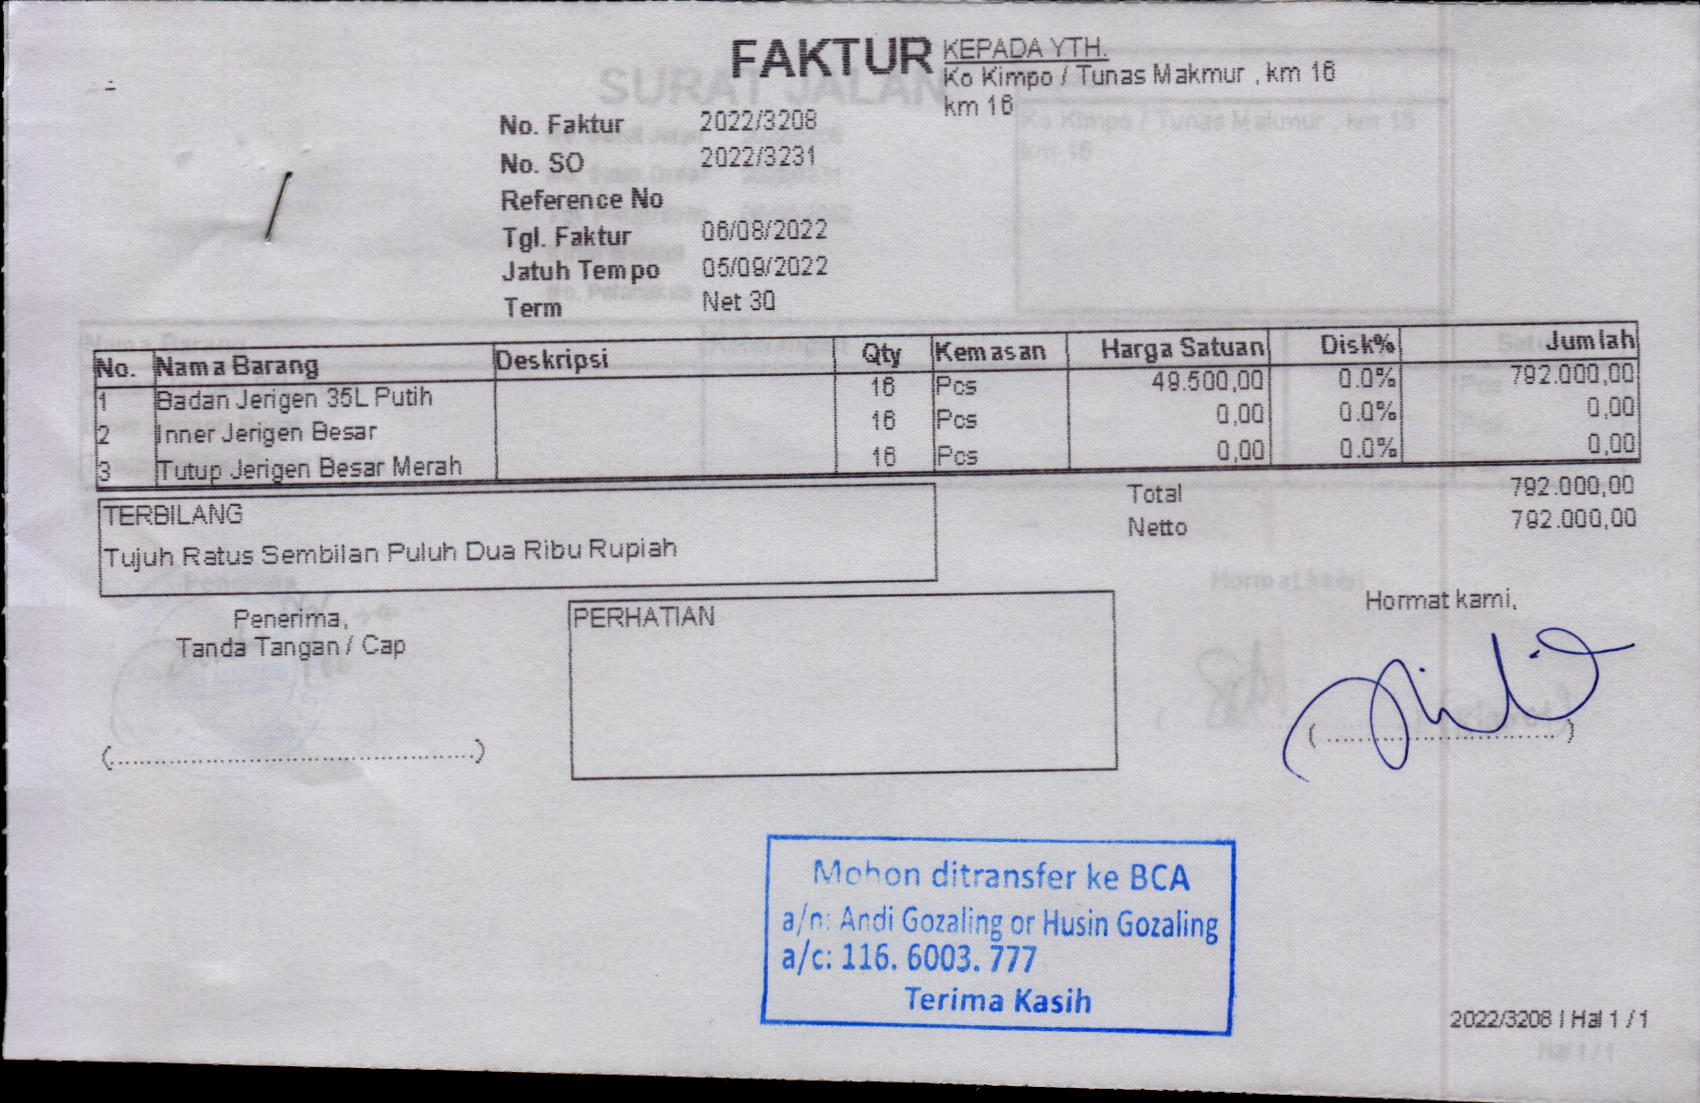 FAKTUR
KEPADA YTH.
Ko Kimpo / Tunas Makmur , km 16
km 16
No. Faktur 2022/3208
No. SO 2022/3231
Reference No
Tgl. Faktur 06/08/2022
Jatuh Tempo 05/09/2022
Term Net 30
No. Nama Barang Deskripsi Qty Kemasan Harga Satuan Disk% Jumlah
1 Badan Jerigen 35L Putih 16 Pcs 49.500,00 0.0% 792.000,00
2 Inner Jerigen Besar 16 Pcs 0,00 0.0% 0,00
3 Tutup Jerigen Besar Merah 16 Pcs 0,00 0.0% 0,00
Total 792.000,00
Netto 792.000,00
TERBILANG
Tujuh Ratus Sembilan Puluh Dua Ribu Rupiah
Penerima,
Tanda Tangan / Cap
(..........................................................)
PERHATIAN
Hormat kami,
(....................................)
Mohon ditransfer ke BCA
a/n: Andi Gozaling or Husin Gozaling
a/c: 116. 6003. 777
Terima Kasih
2022/3208 | Hal 1 / 1